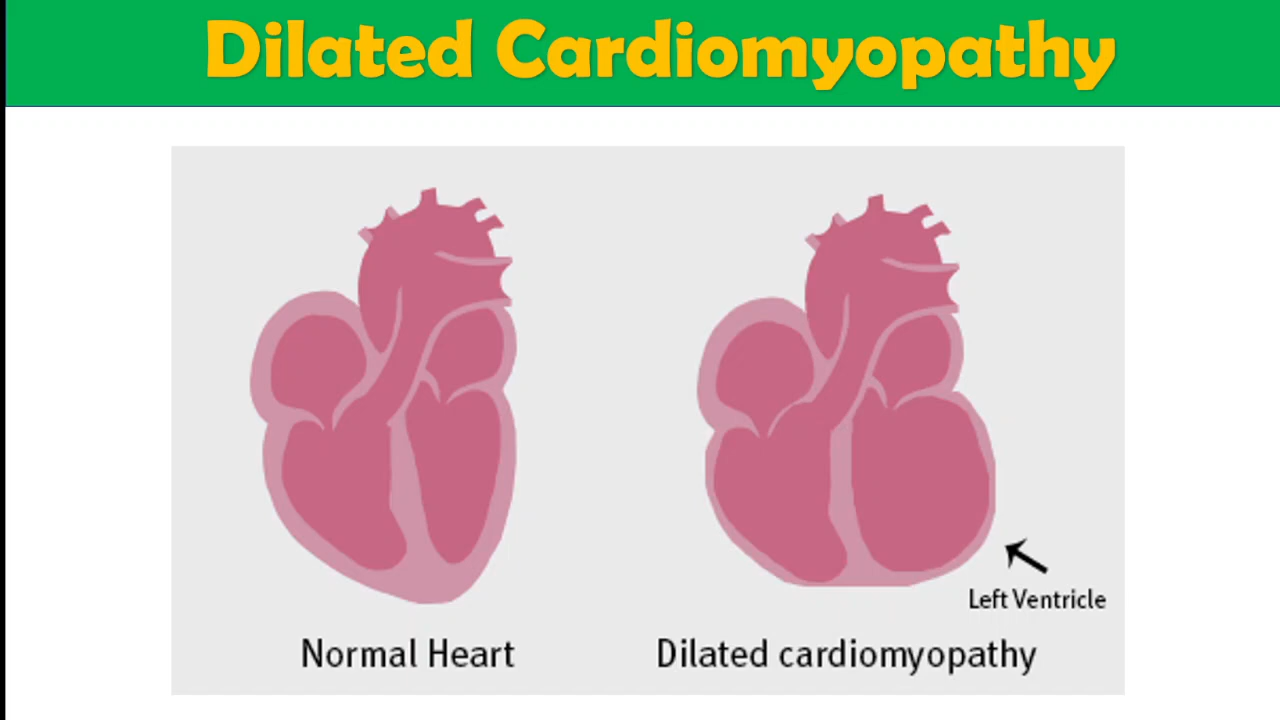 Dilated Cardiomyopathy
Left Ventricle
Normal Heart
Dilated cardiomyopathy